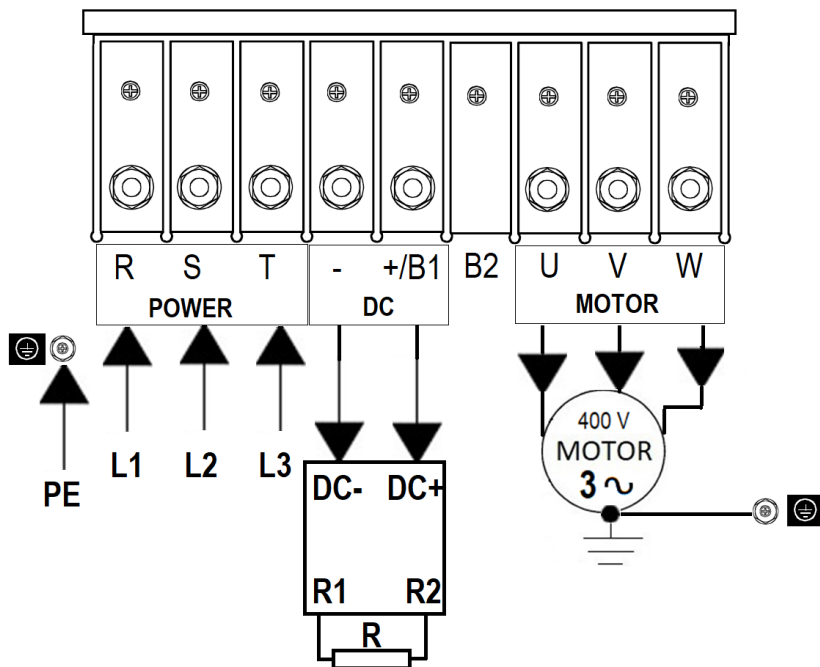 R S T - +/B1 B2 U V W
POWER DC MOTOR
L1 L2 L3
PE
400 V
MOTOR
3 ~
DC- DC+
R1 R2
R